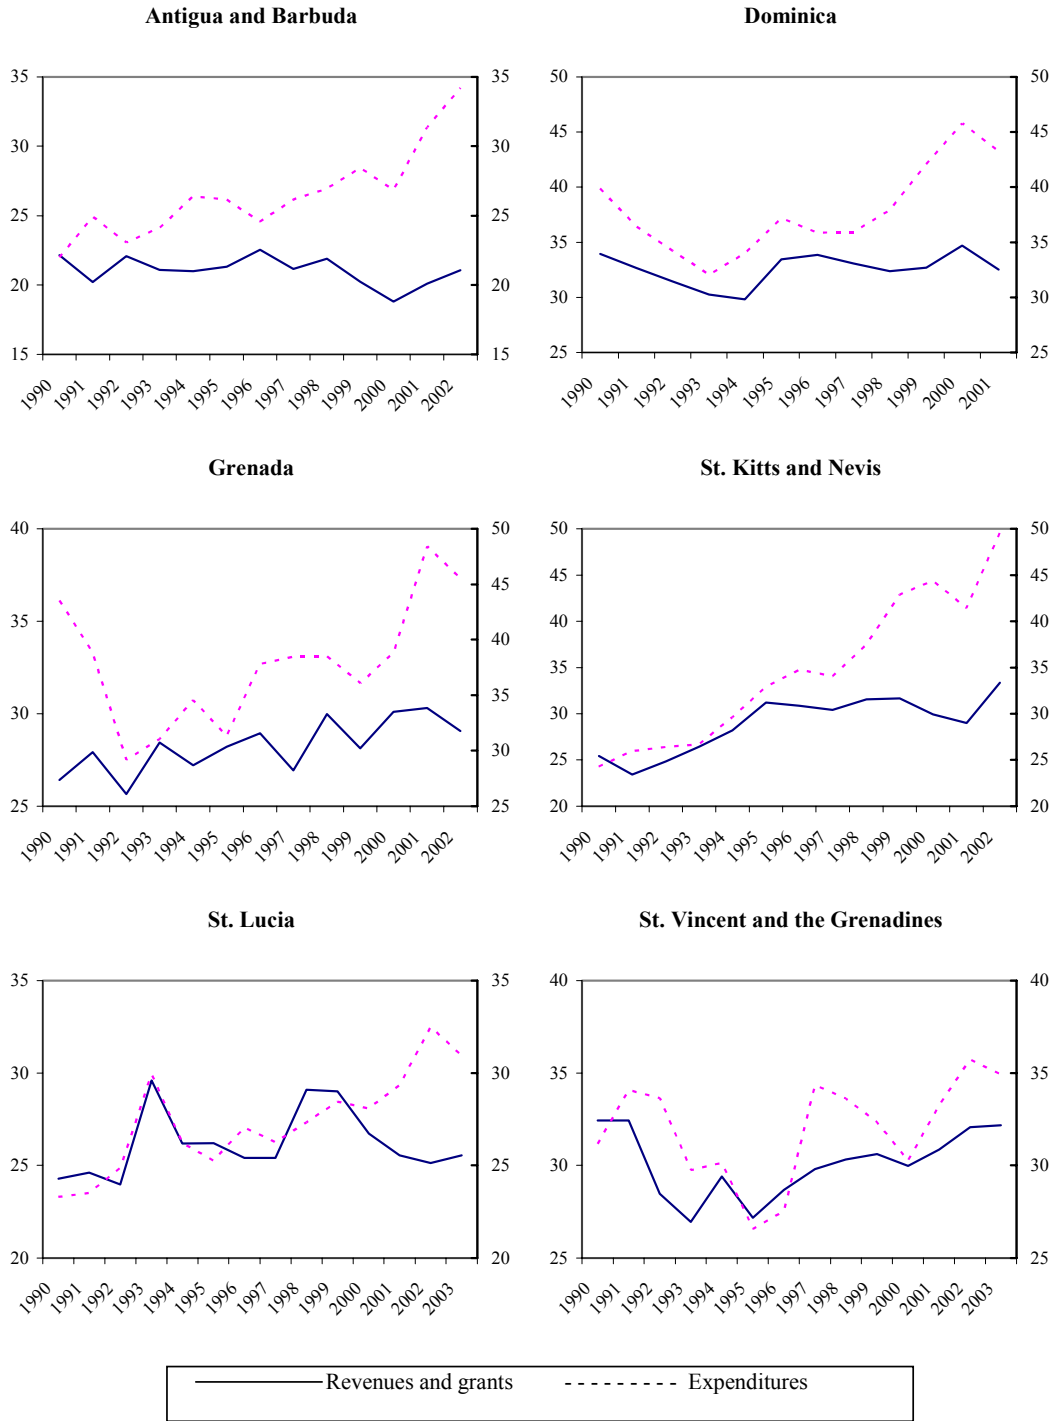 Antigua and Barbuda
35 35
30 30
25 25
20 20
15 15
1990 1991 1992 1993 1994 1995 1996 1997 1998 1999 2000 2001 2002
Dominica
50 50
45 45
40 40
35 35
30 30
25 25
1990 1991 1992 1993 1994 1995 1996 1997 1998 1999 2000 2001
Grenada
40 50
45
35
40
30 35
30
25 25
1990 1991 1992 1993 1994 1995 1996 1997 1998 1999 2000 2001 2002
St. Kitts and Nevis
50 50
45 45
40 40
35 35
30 30
25 25
20 20
1990 1991 1992 1993 1994 1995 1996 1997 1998 1999 2000 2001 2002
St. Lucia
35 35
30 30
25 25
20 20
1990 1991 1992 1993 1994 1995 1996 1997 1998 1999 2000 2001 2002 2003
St. Vincent and the Grenadines
40 40
35 35
30 30
25 25
1990 1991 1992 1993 1994 1995 1996 1997 1998 1999 2000 2001 2002 2003
Revenues and grants Expenditures